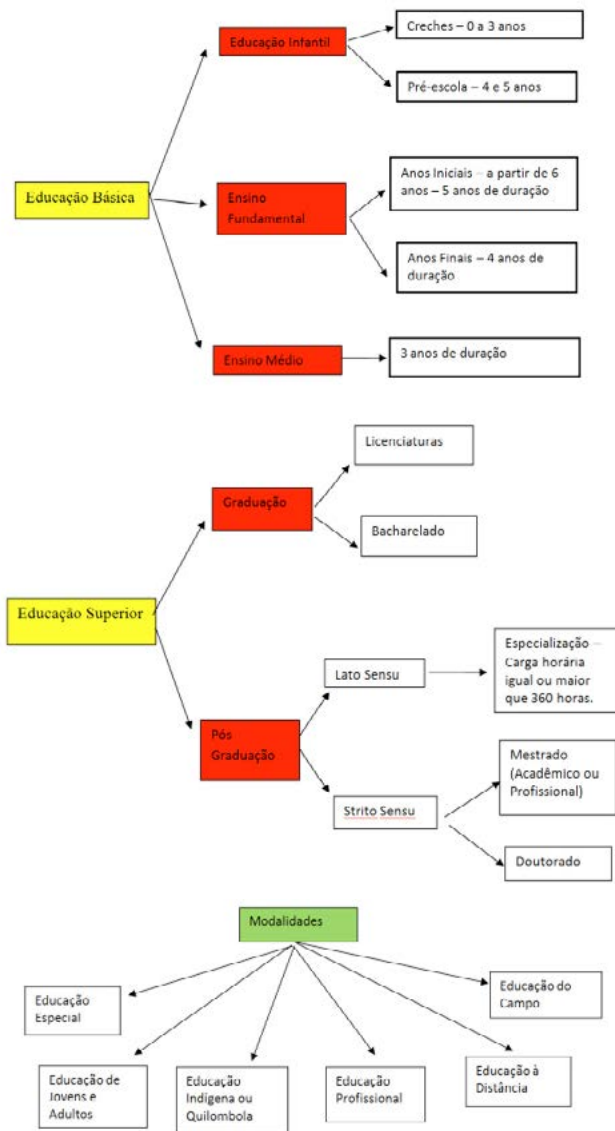 Educação Infantil
Creches – 0 a 3 anos
Pré-escola – 4 e 5 anos
Educação Básica
Ensino
Fundamental
Anos Iniciais – a partir de 6
anos – 5 anos de duração
Anos Finais – 4 anos de
duração
Ensino Médio
3 anos de duração
Educação Superior
Graduação
Licenciaturas
Bacharelado
Pós
Graduação
Lato Sensu
Especialização –
Carga horária
igual ou maior
que 360 horas.
Strito Sensu
Mestrado
(Acadêmico ou
Profissional)
Doutorado
Modalidades
Educação
Especial
Educação de
Jovens e
Adultos
Educação
Indígena ou
Quilombola
Educação
Profissional
Educação à
Distância
Educação do
Campo